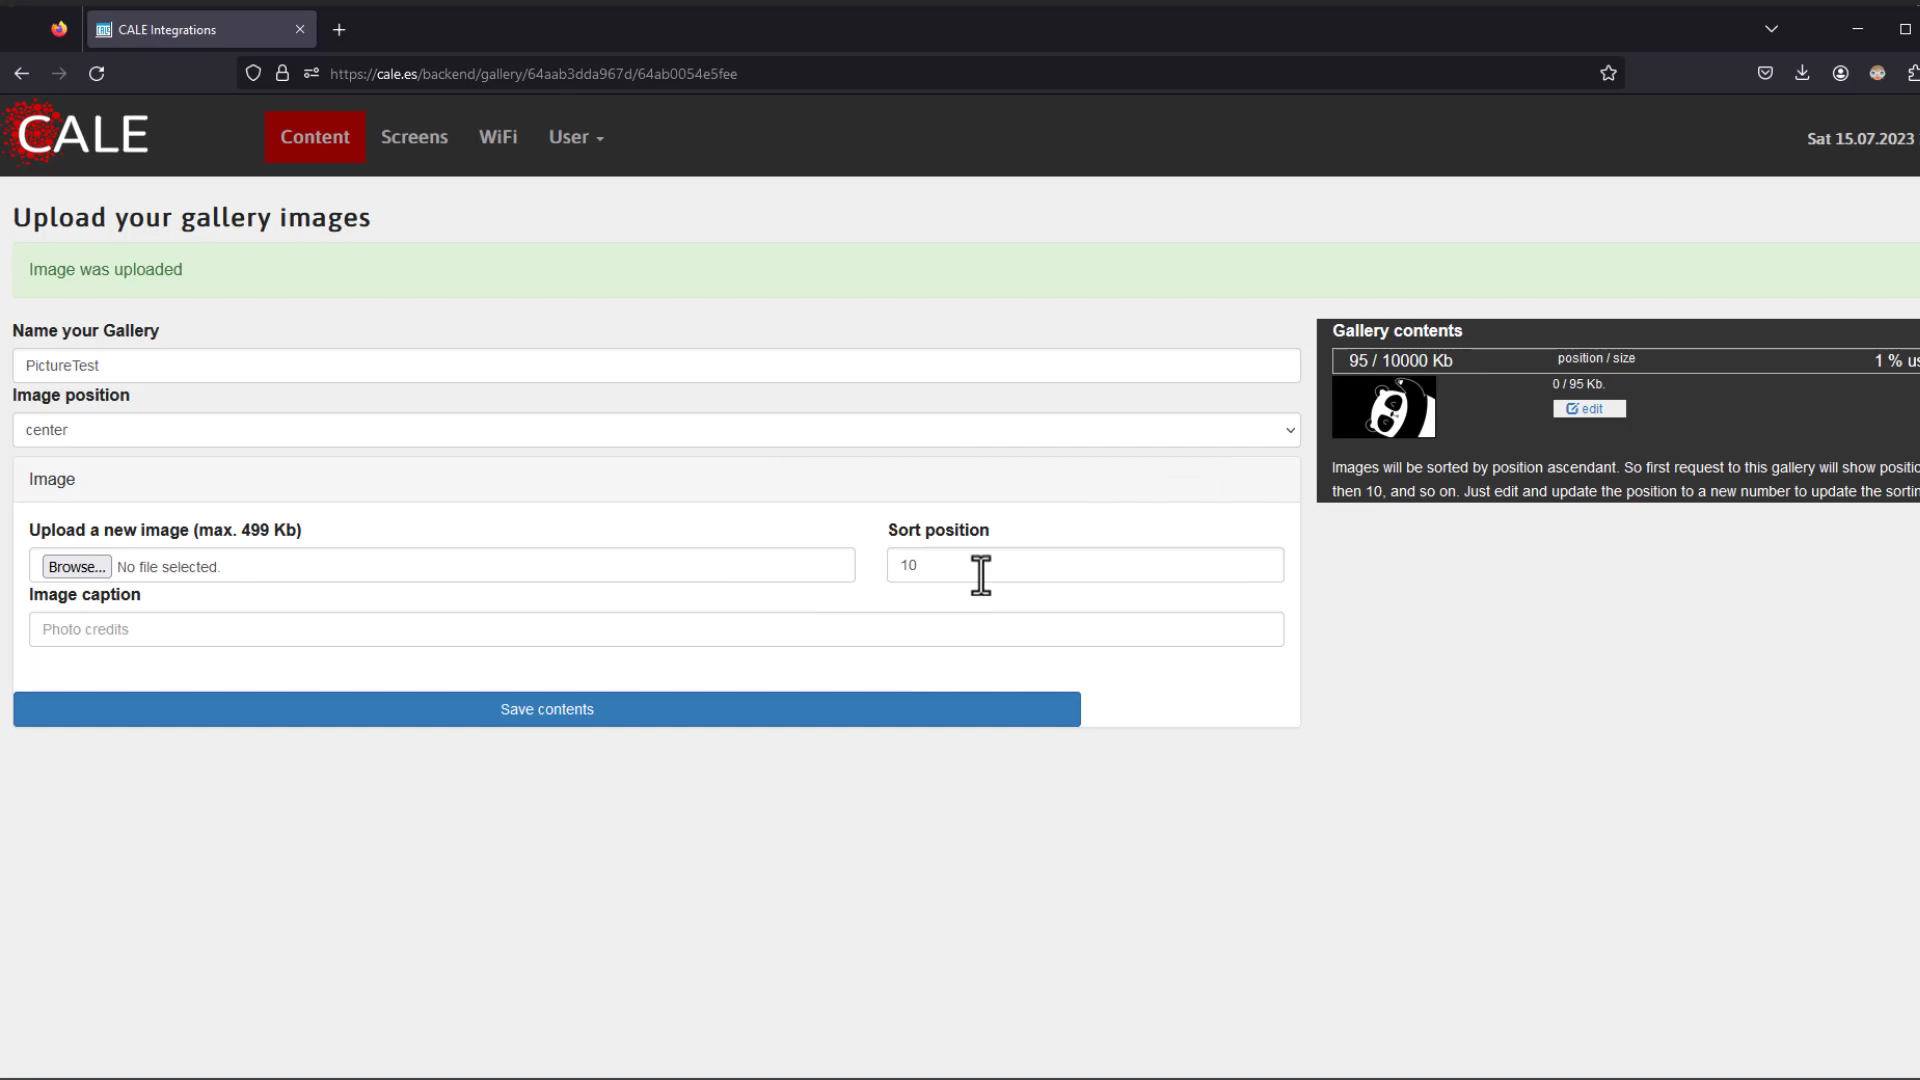 CALE Integrations
https://cale.es/backend/gallery/64aab3dda967d/64ab0054e5fee
CALE
Content
Screens
WiFi
User
Sat 15.07.2023
Upload your gallery images
Image was uploaded
Name your Gallery
PictureTest
Image position
center
Image
Upload a new image (max. 499 Kb)
Sort position
Browse... No file selected.
10
Image caption
Photo credits
Save contents
Gallery contents
95 / 10000 Kb
position / size
1 % us
0 / 95 Kb.
edit
Images will be sorted by position ascendant. So first request to this gallery will show positio
then 10, and so on. Just edit and update the position to a new number to update the sortin